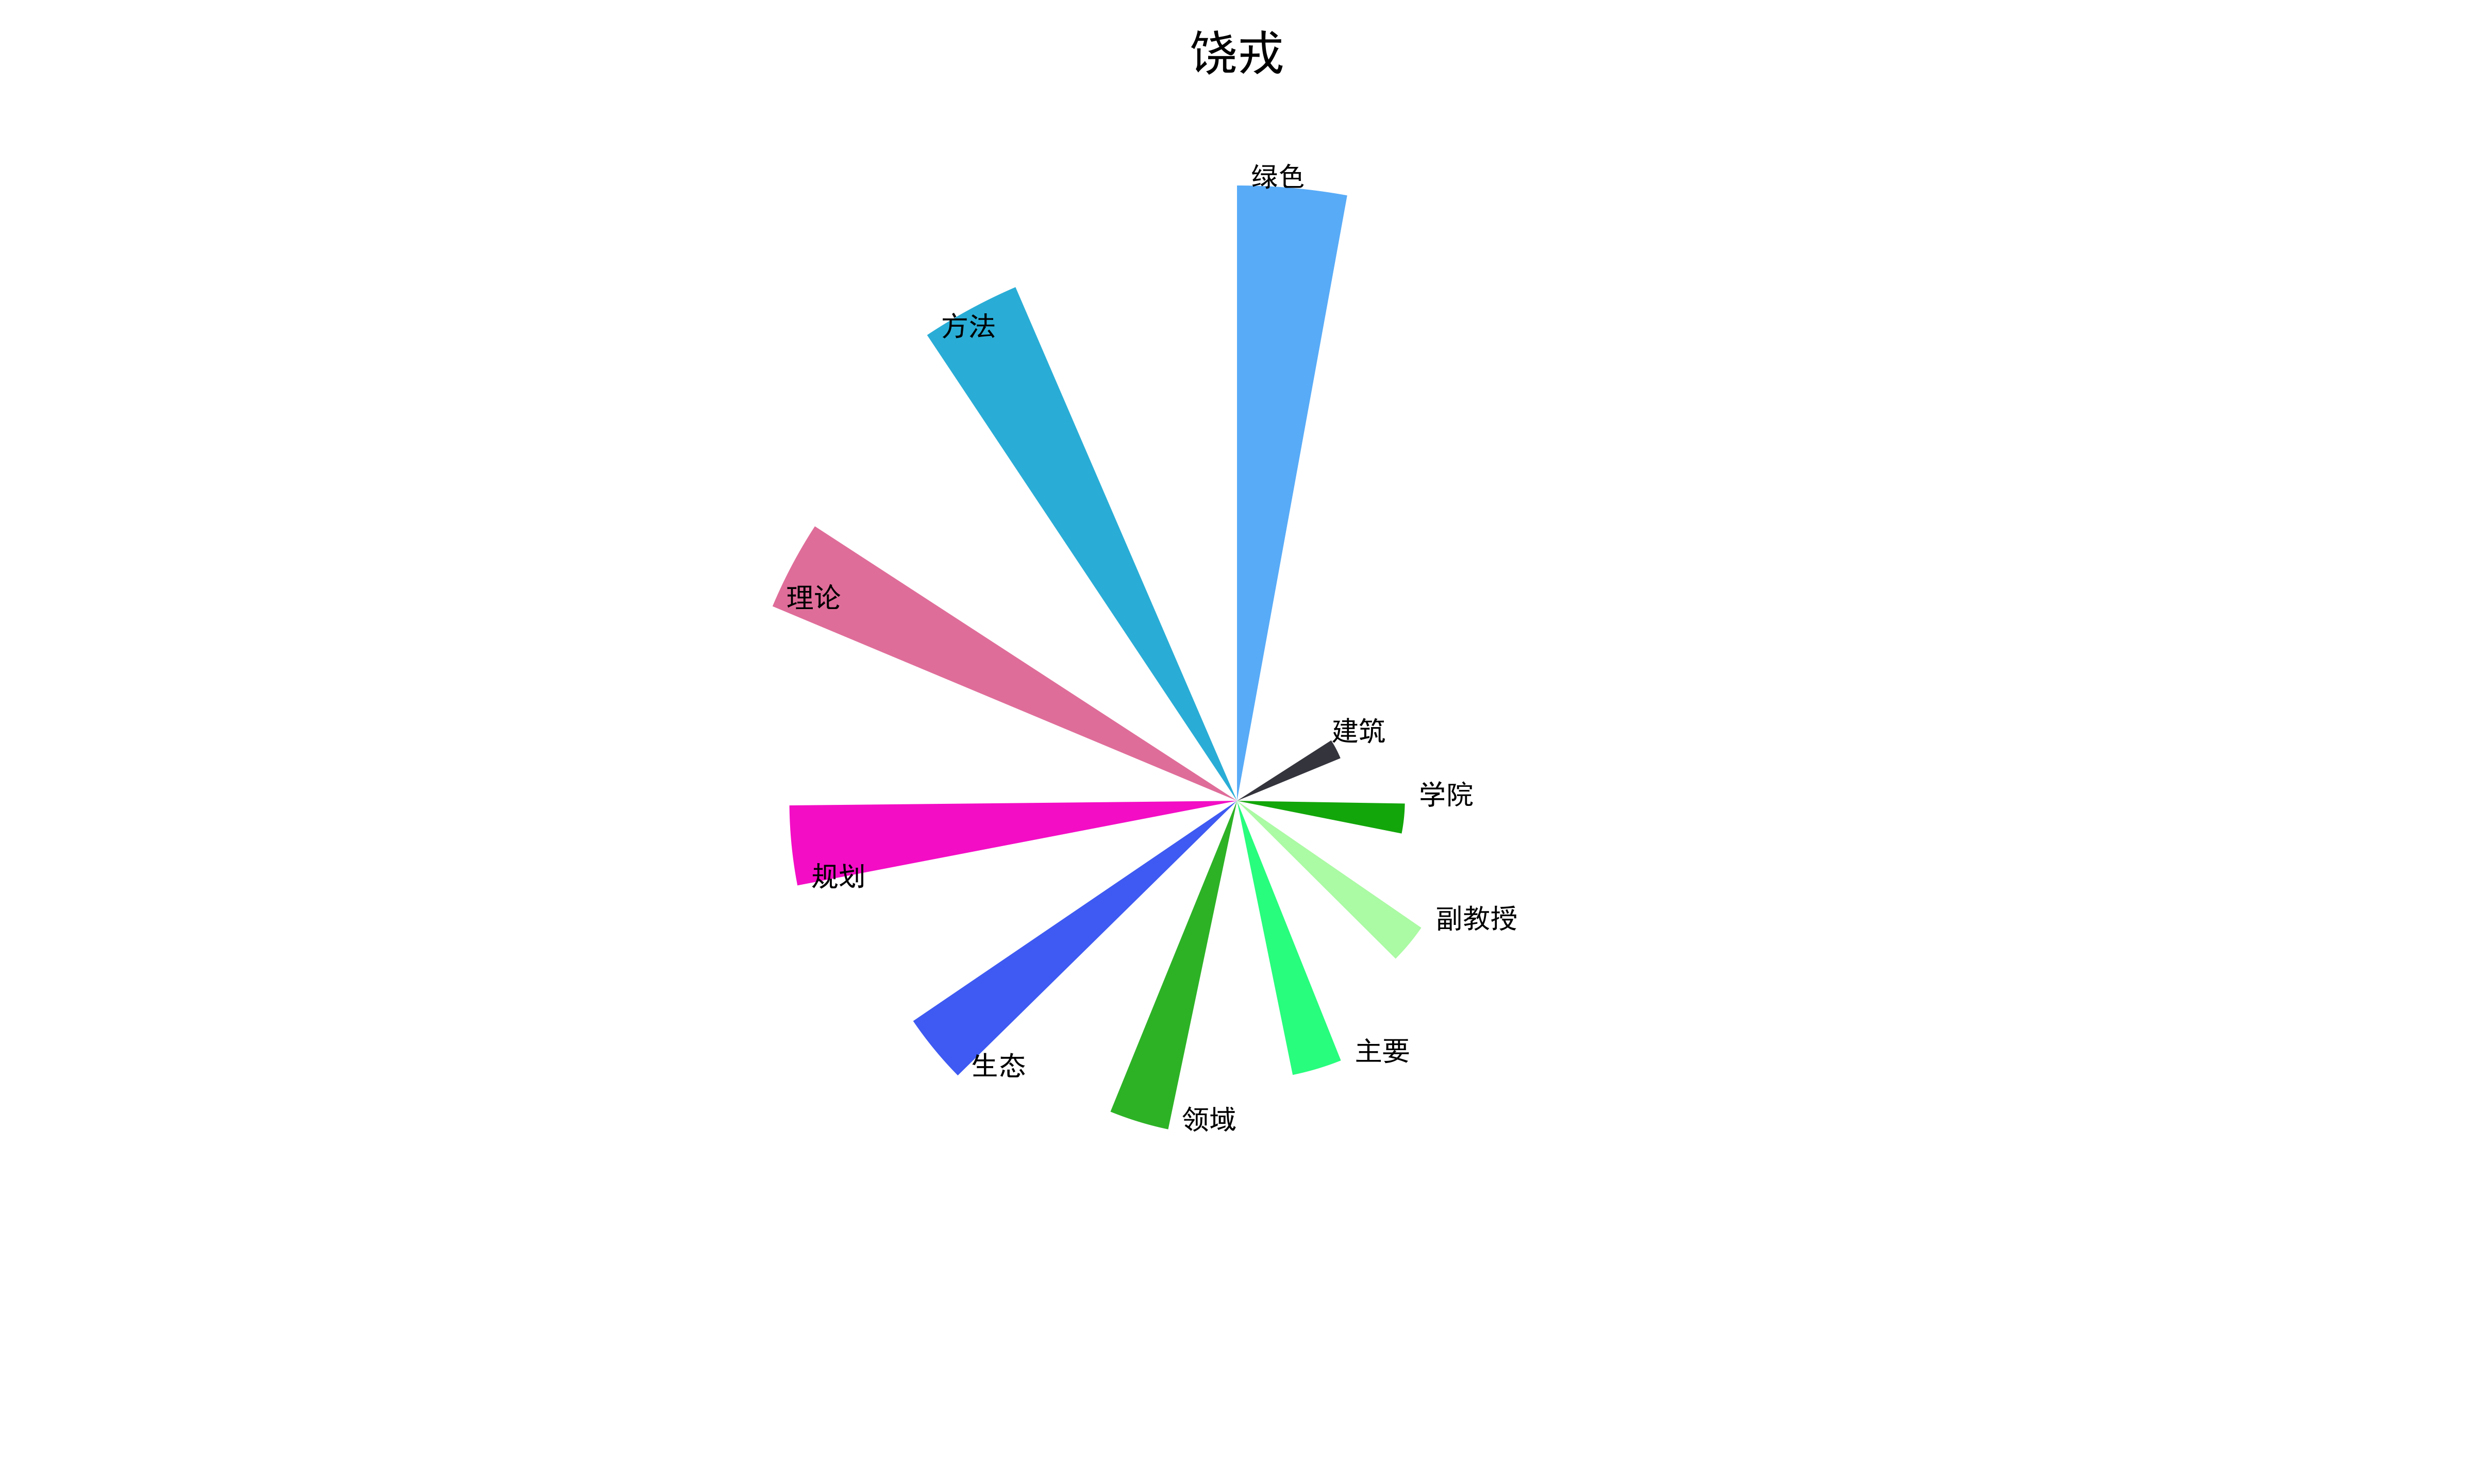 饶戎
绿色
方法
理论
建筑
学院
规划
副教授
主要
生态
领域